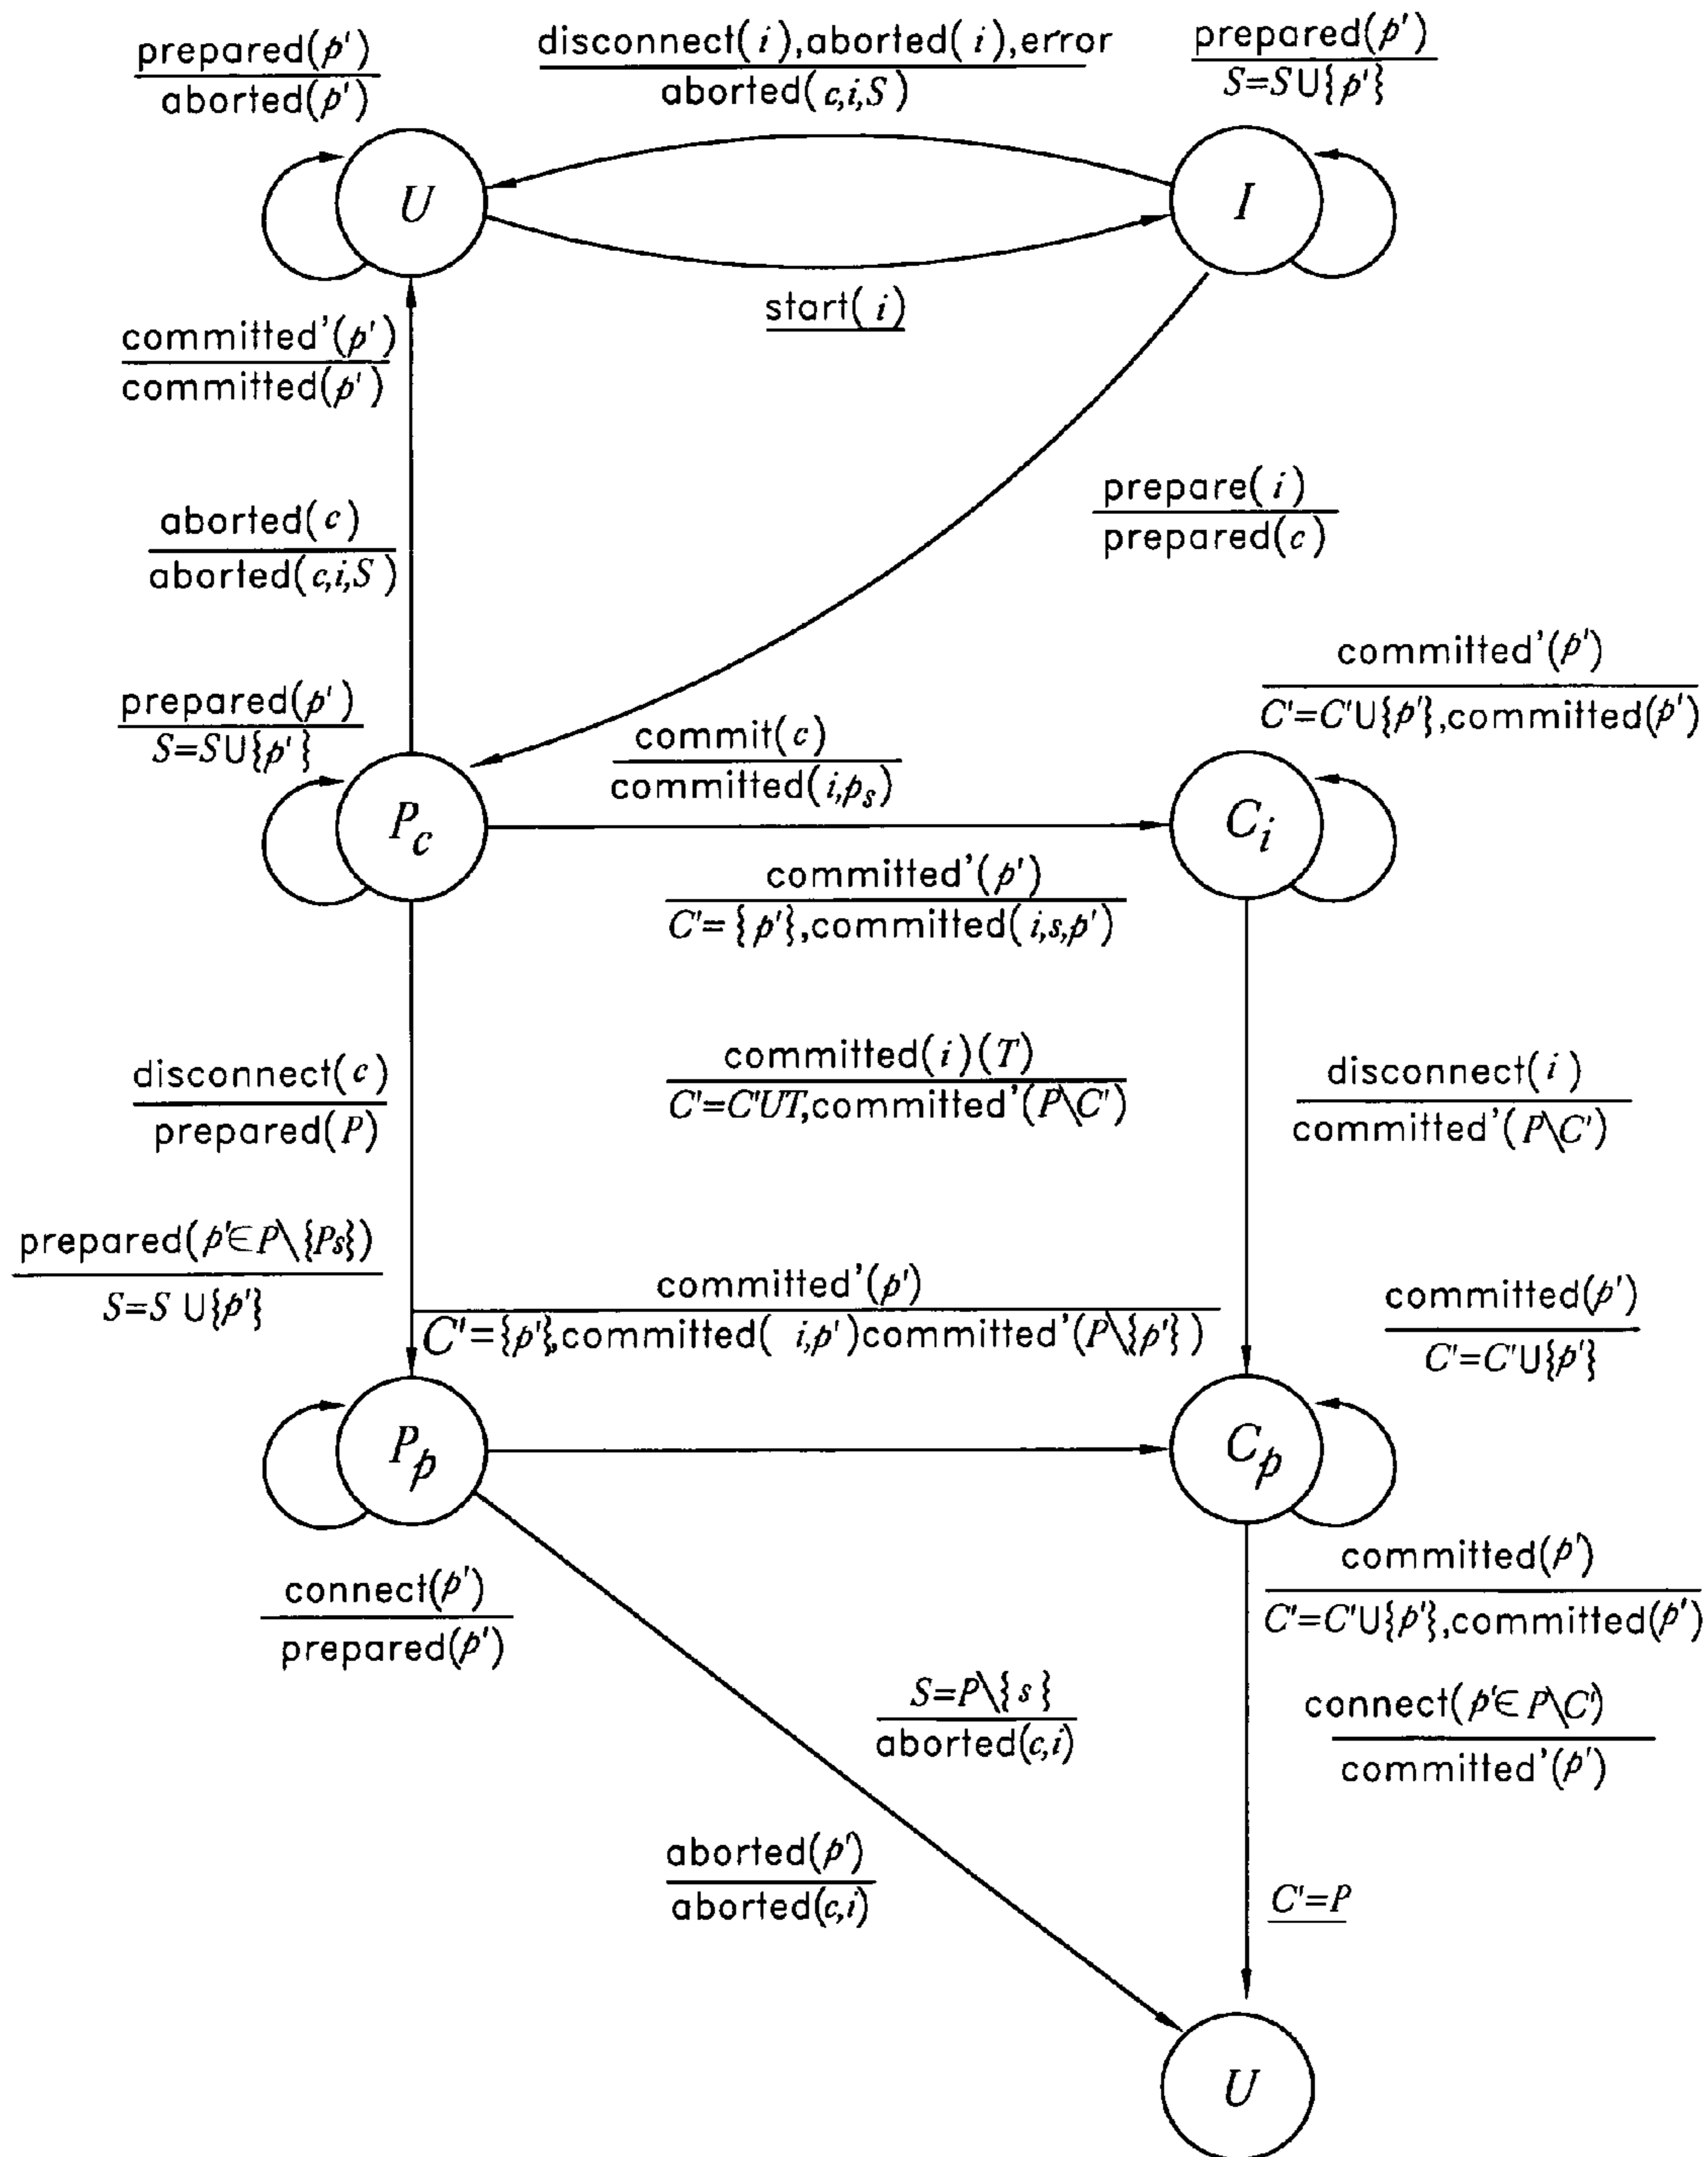 prepared(p')
aborted(p')
disconnect(i),aborted(i),error
aborted(c,i,S)
prepared(p')
S=SU{p'}
U
I
start(i)
committed'(p')
committed(p')
prepare(i)
prepared(c)
aborted(c)
aborted(c,i,S)
committed'(p')
C'=C'U{p'},committed(p')
prepared(p')
S=SU{p'}
commit(c)
committed(i,ps)
Pc
Ci
committed'(p')
C'={p'},committed(i,s,p')
disconnect(c)
prepared(P)
committed(i)(T)
C'=C'UT,committed'(P\C')
disconnect(i)
committed'(P\C')
prepared(p'∈P\{Ps})
S=S U{p'}
committed'(p')
C'={p'},committed( i,p')committed'(P\{p'})
committed(p')
C'=C'U{p'}
Pp
Cp
connect(p')
prepared(p')
committed(p')
C'=C'U{p'},committed(p')
S=P\{s}
aborted(c,i)
connect(p'∈P\C')
committed'(p')
aborted(p')
aborted(c,i)
C'=P
U